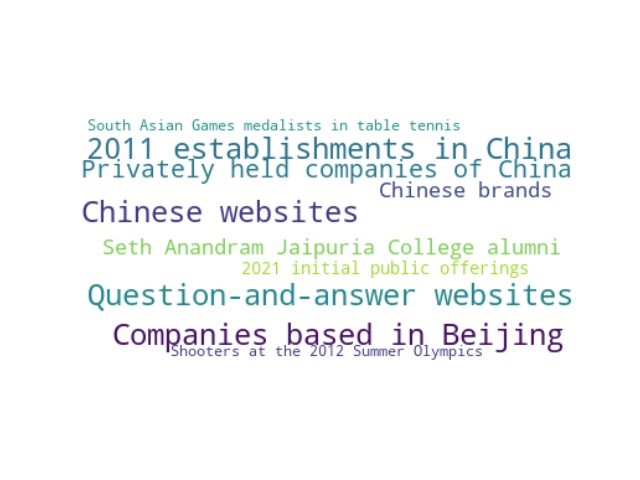 South Asian Games medalists in table tennis
2011 establishments in China
Privately held companies of China
Chinese brands
Chinese websites
Seth Anandram Jaipuria College alumni
2021 initial public offerings
Question-and-answer websites
Companies based in Beijing
Shooters at the 2012 Summer Olympics